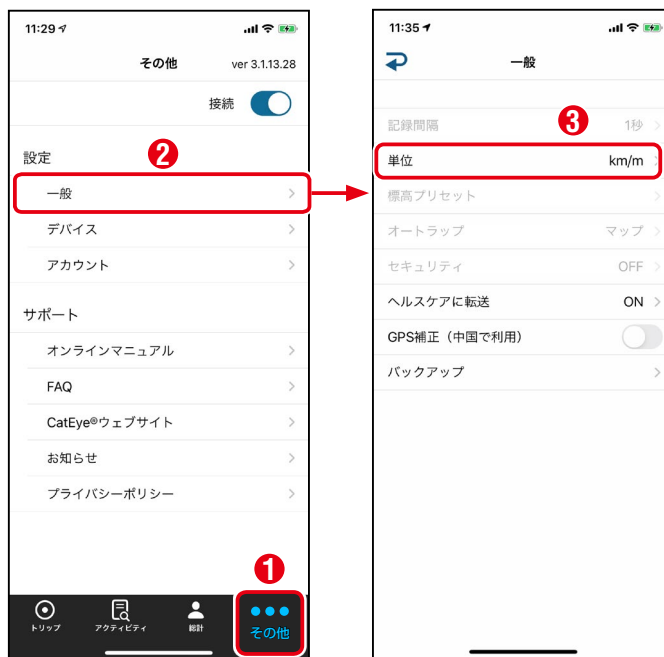 11:29
その他
ver 3.1.13.28
接続
設定
❷
一般
デバイス
アカウント
サポート
オンラインマニュアル
FAQ
CatEye®ウェブサイト
お知らせ
プライバシーポリシー
❶
トリップ
アクティビティ
総計
その他
11:35
一般
❸
記録間隔 1秒
単位 km/m
標高プリセット
オートラップ マップ
セキュリティ OFF
ヘルスケアに転送 ON
GPS補正（中国で利用）
バックアップ